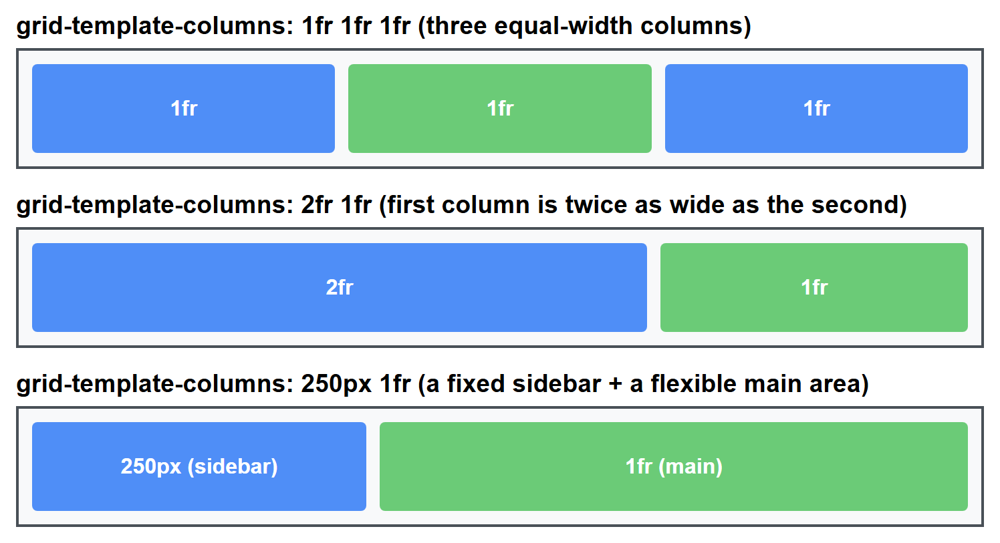 grid-template-columns: 1fr 1fr 1fr (three equal-width columns)
1fr 1fr 1fr
grid-template-columns: 2fr 1fr (first column is twice as wide as the second)
2fr 1fr
grid-template-columns: 250px 1fr (a fixed sidebar + a flexible main area)
250px (sidebar) 1fr (main)